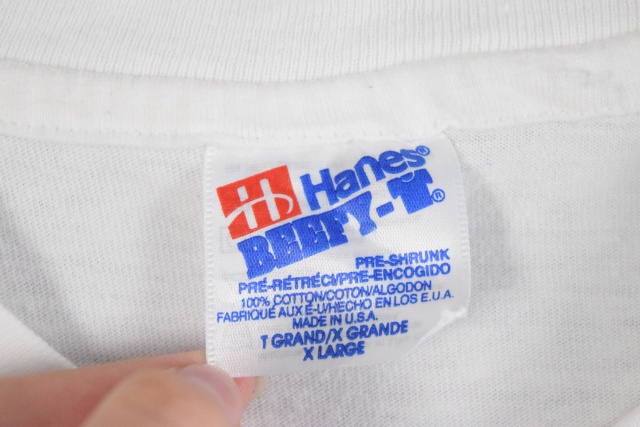 H Hanes®
BEEFY-T®
PRE-SHRUNK
PRÉ-RÉTRÉCI/PRE-ENCOGIDO
100% COTTON/COTON/ALGODON
FABRIQUÉ AUX É-U/HECHO EN LOS E.U.A.
MADE IN U.S.A.
T GRAND/X GRANDE
X LARGE